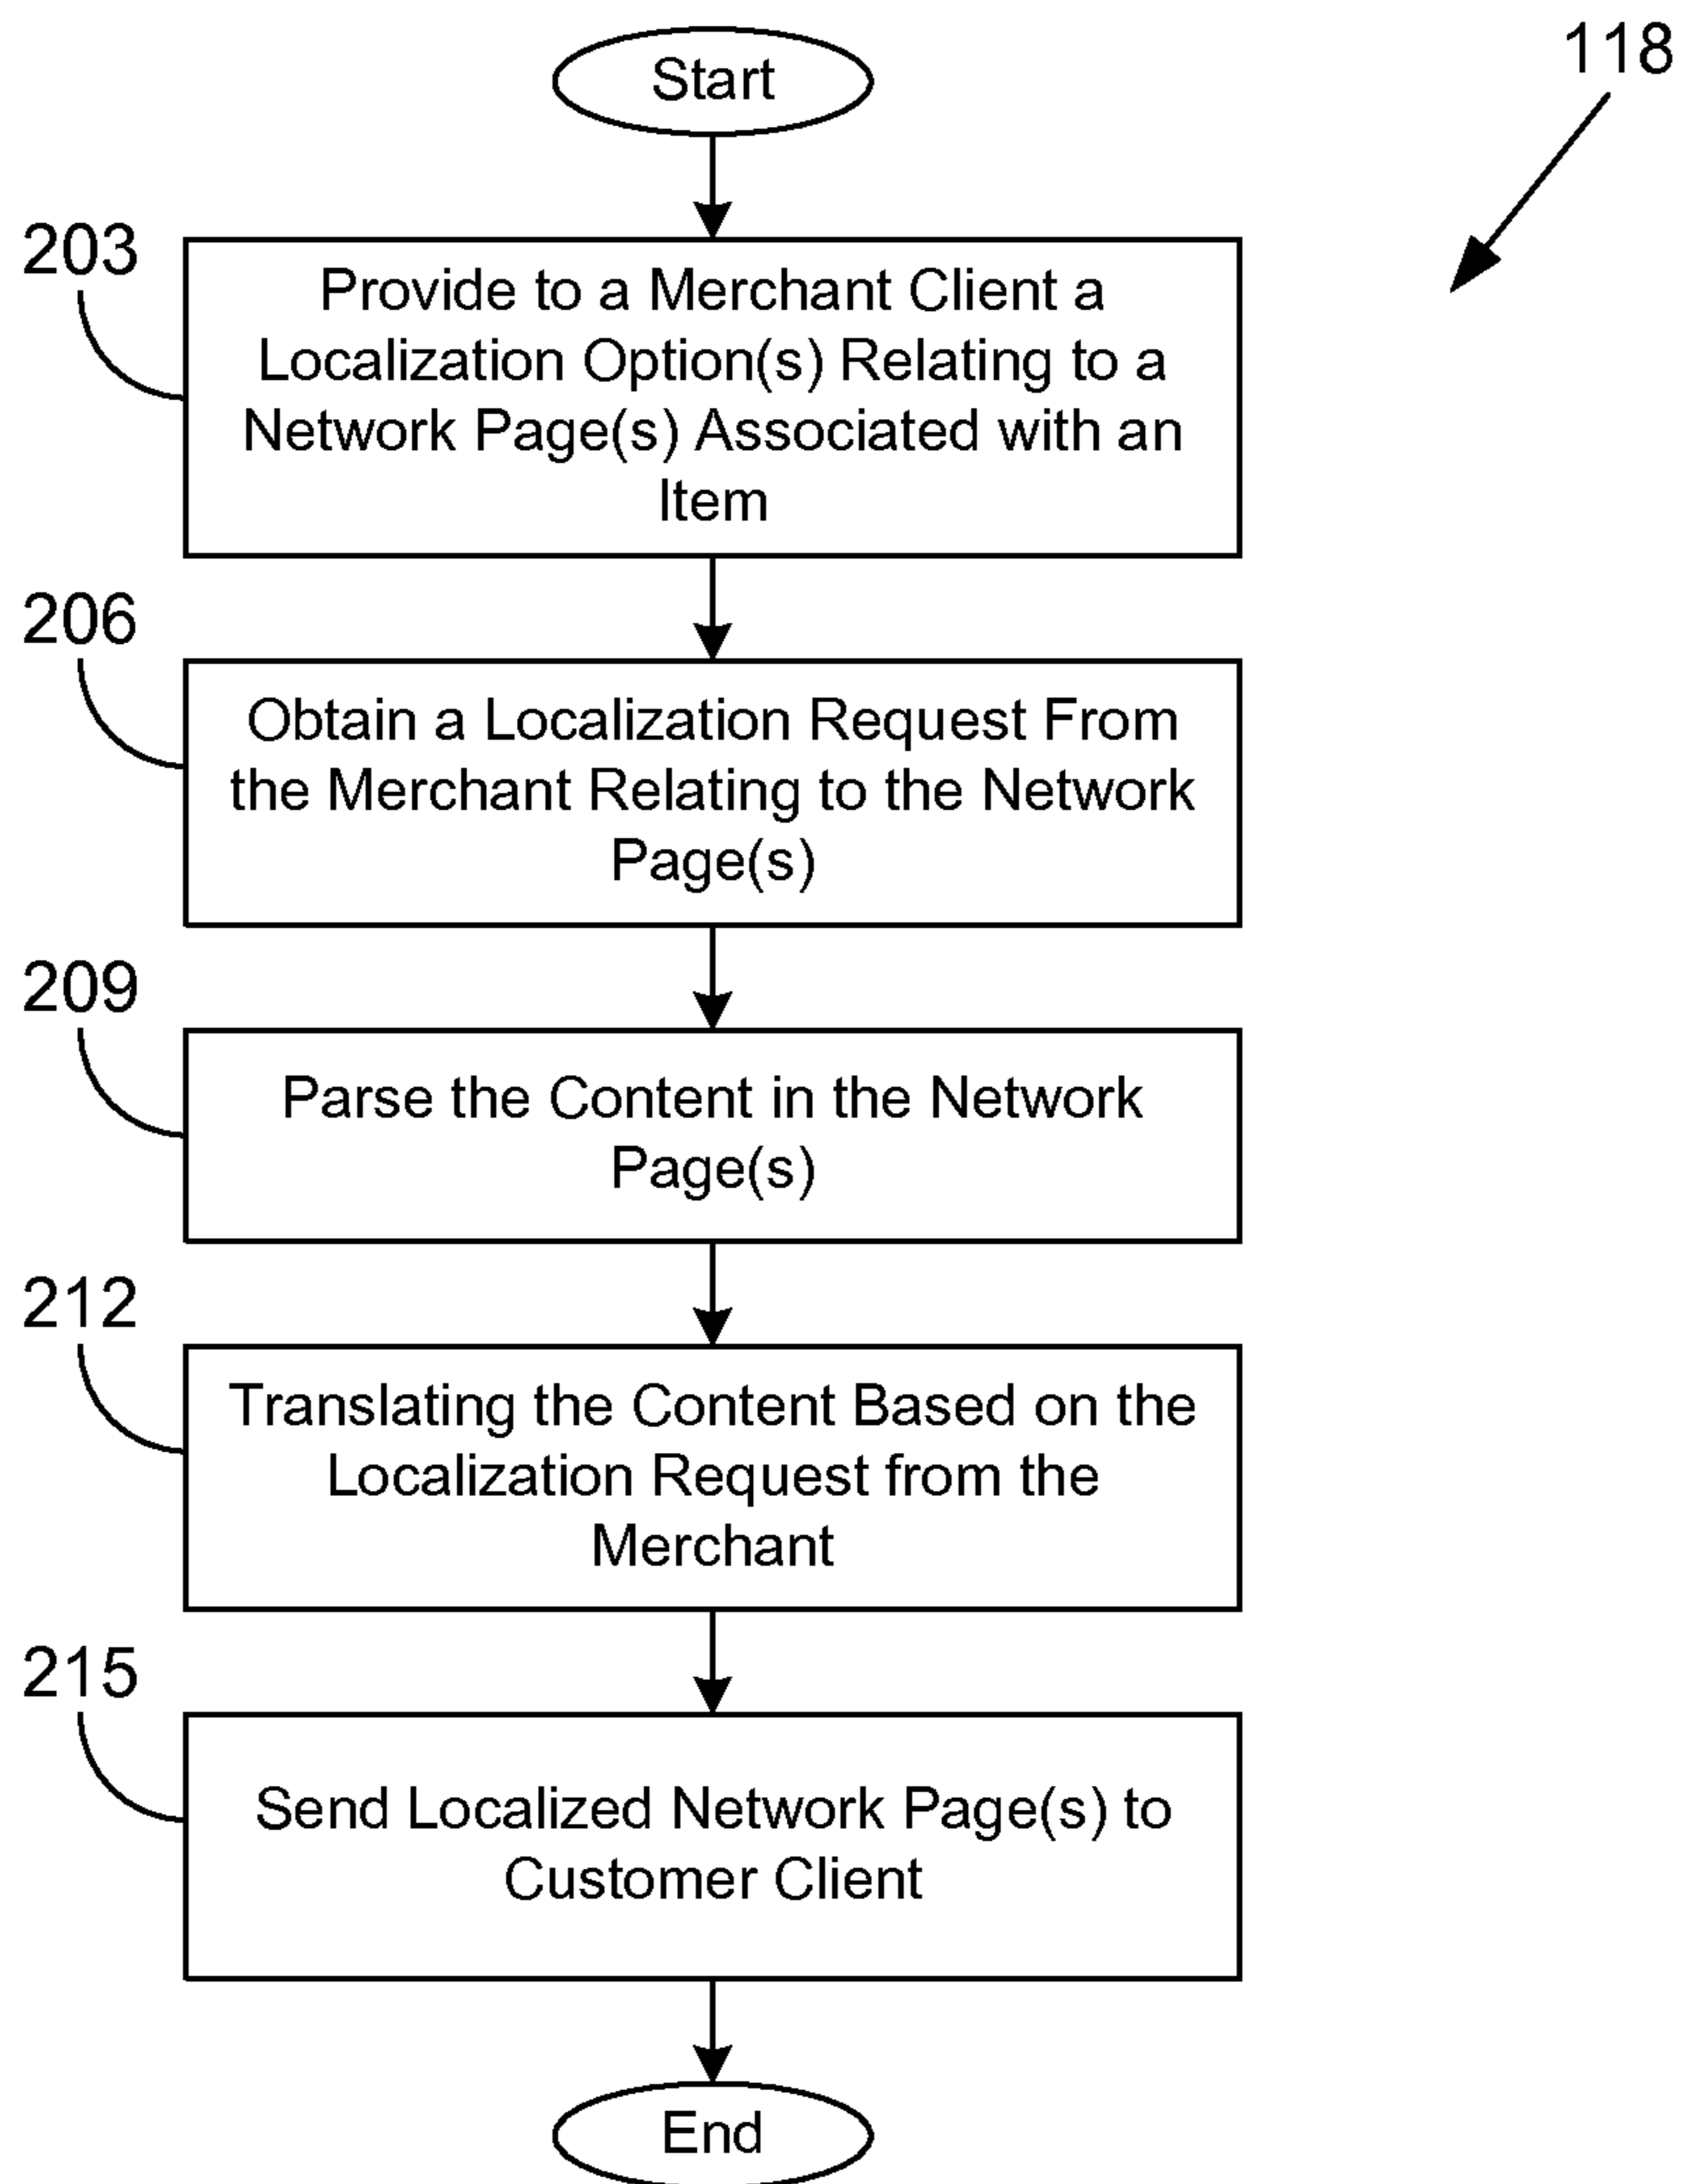 Start
118
203
Provide to a Merchant Client a
Localization Option(s) Relating to a
Network Page(s) Associated with an
Item
206
Obtain a Localization Request From
the Merchant Relating to the Network
Page(s)
209
Parse the Content in the Network
Page(s)
212
Translating the Content Based on the
Localization Request from the
Merchant
215
Send Localized Network Page(s) to
Customer Client
End